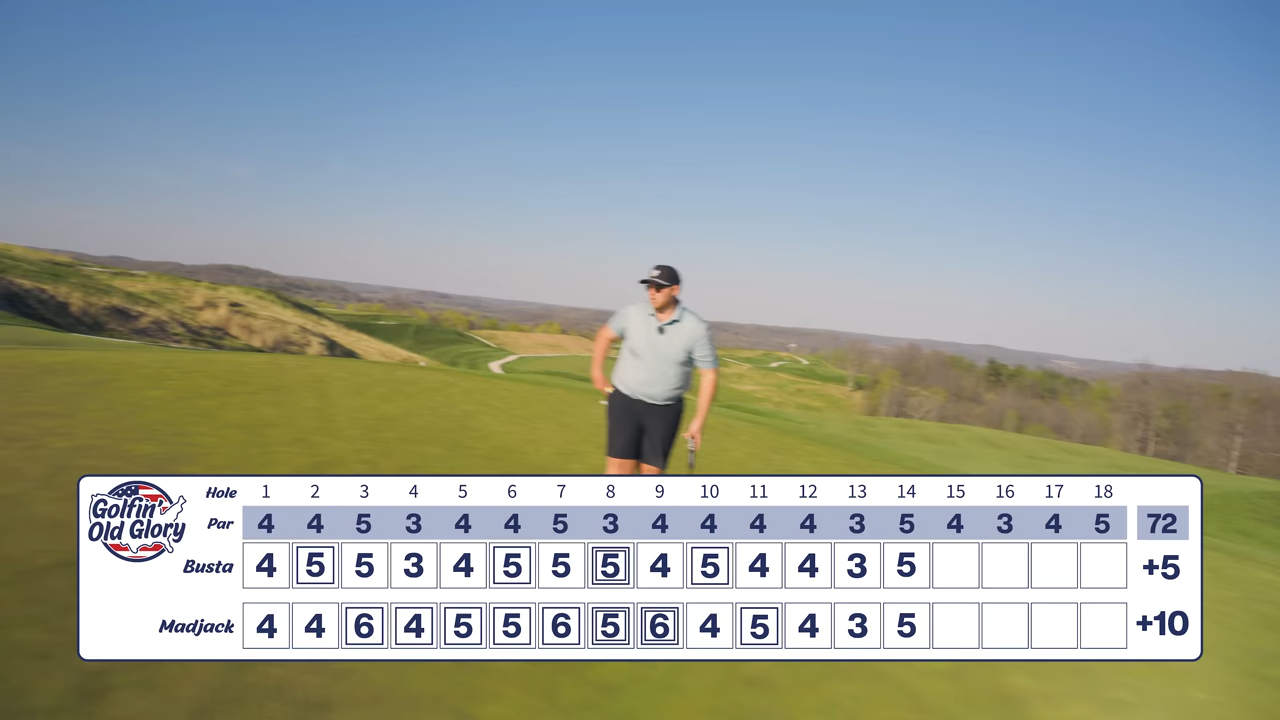 Golfin'
Old Glory
Hole 1 2 3 4 5 6 7 8 9 10 11 12 13 14 15 16 17 18
Par 4 4 5 3 4 4 5 3 4 4 4 4 3 5 4 3 4 5 72
Busta 4 5 5 3 4 5 5 5 4 5 4 4 3 5 +5
Madjack 4 4 6 4 5 5 6 5 6 4 5 4 3 5 +10